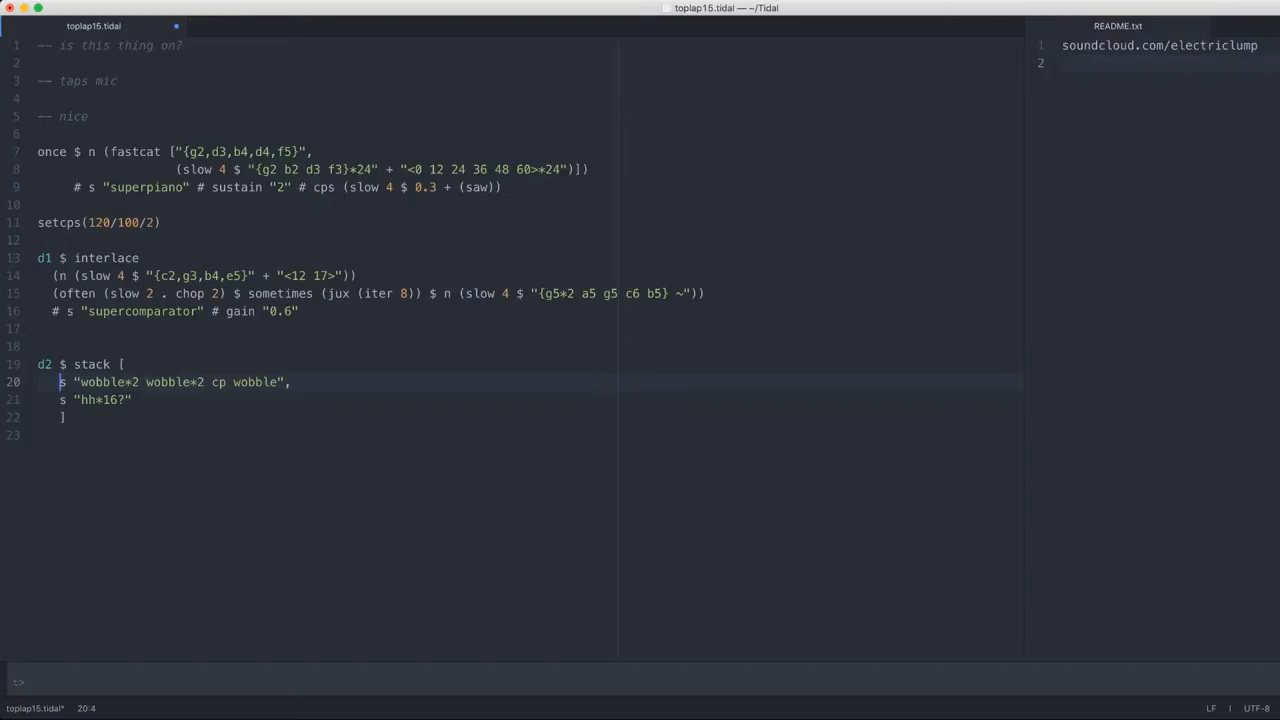 toplap15.tidal — ~/Tidal
toplap15.tidal
README.txt
1 -- is this thing on?
2
3 -- taps mic
4
5 -- nice
6
7 once $ n (fastcat ["{g2,d3,b4,d4,f5}",
8 (slow 4 $ "{g2 b2 d3 f3}*24" + "<0 12 24 36 48 60>*24")])
9 # s "superpiano" # sustain "2" # cps (slow 4 $ 0.3 + (saw))
10
11 setcps(120/100/2)
12
13 d1 $ interlace
14 (n (slow 4 $ "{c2,g3,b4,e5}" + "<12 17>"))
15 (often (slow 2 . chop 2) $ sometimes (jux (iter 8)) $ n (slow 4 $ "{g5*2 a5 g5 c6 b5} ~"))
16 # s "supercomparator" # gain "0.6"
17
18
19 d2 $ stack [
20 s "wobble*2 wobble*2 cp wobble",
21 s "hh*16?"
22 ]
23
1 soundcloud.com/electriclump
2
t>
toplap15.tidal* 20:4
LF I UTF-8